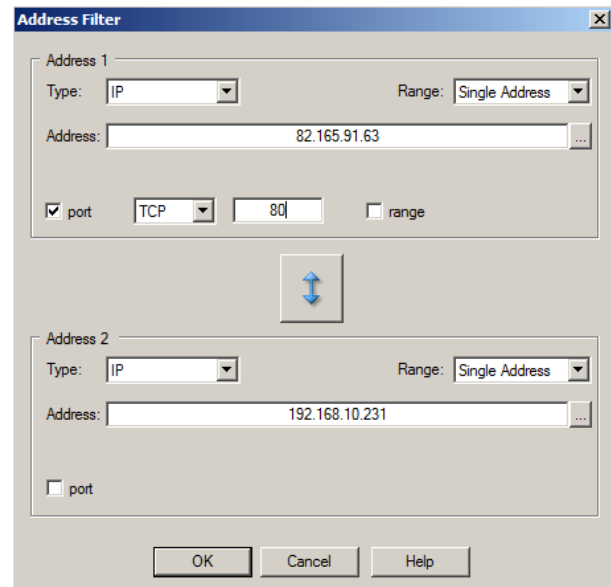 Address Filter
Address 1
Type: IP Range: Single Address
Address: 82.165.91.63 ...
port TCP 80 range
Address 2
Type: IP Range: Single Address
Address: 192.168.10.231 ...
port
OK Cancel Help